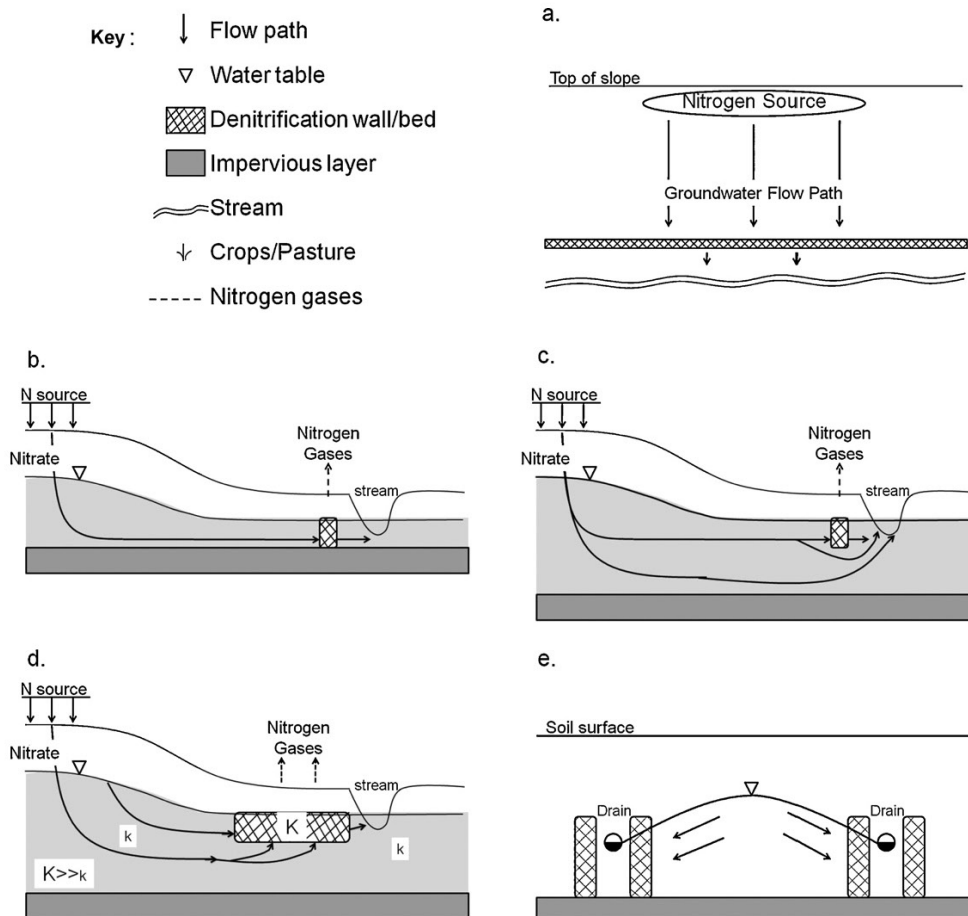 Key :
Flow path
Water table
Denitrification wall/bed
Impervious layer
Stream
Crops/Pasture
Nitrogen gases
a.
Top of slope
Nitrogen Source
Groundwater Flow Path
b.
N source
Nitrate
Nitrogen
Gases
stream
c.
N source
Nitrate
Nitrogen
Gases
stream
d.
N source
Nitrate
Nitrogen
Gases
stream
k
K
k
K>>k
e.
Soil surface
Drain
Drain